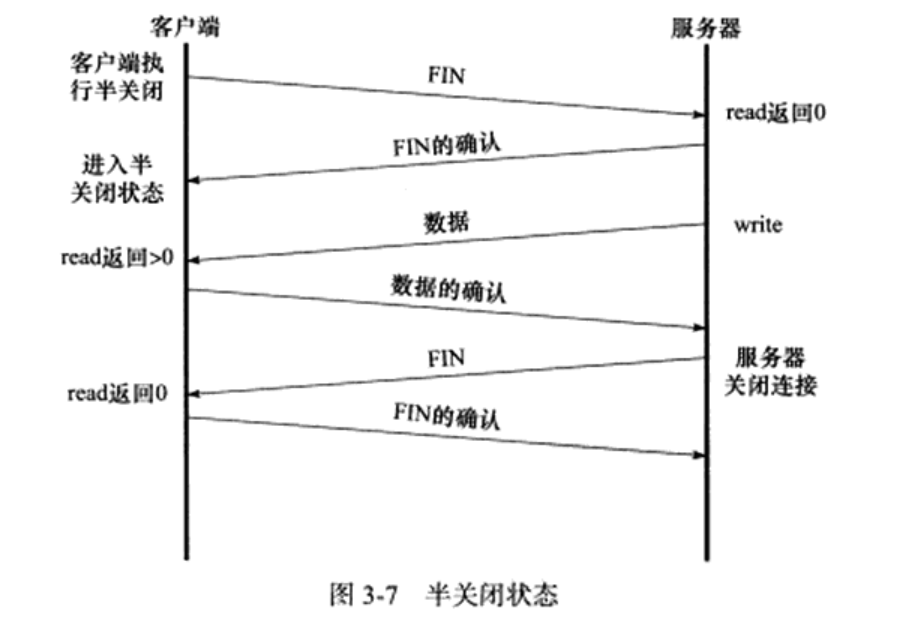 客户端
服务器
客户端执
行半关闭
FIN
read返回0
FIN的确认
进入半
关闭状态
数据
write
read返回>0
数据的确认
FIN
服务器
关闭连接
read返回0
FIN的确认
图 3-7 半关闭状态